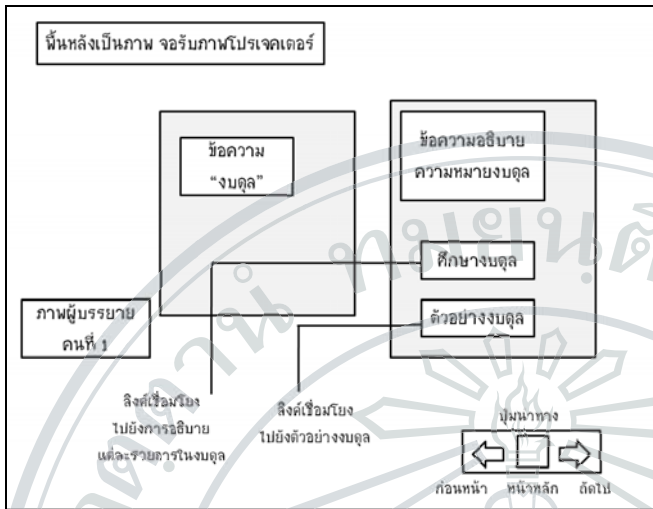 พื้นหลังเป็นภาพ จอรับภาพโปรเจคเตอร์
ข้อความ
“งบดุล”
ข้อความอธิบาย
ความหมายงบดุล
ศึกษางบดุล
ตัวอย่างงบดุล
ภาพผู้บรรยาย
คนที่ 1
ลิงค์เชื่อมโยง
ไปยังการอธิบาย
แต่ละรายการในงบดุล
ลิงค์เชื่อมโยง
ไปยังตัวอย่างงบดุล
ปุ่มนำทาง
ก่อนหน้า หน้าหลัก ถัดไป